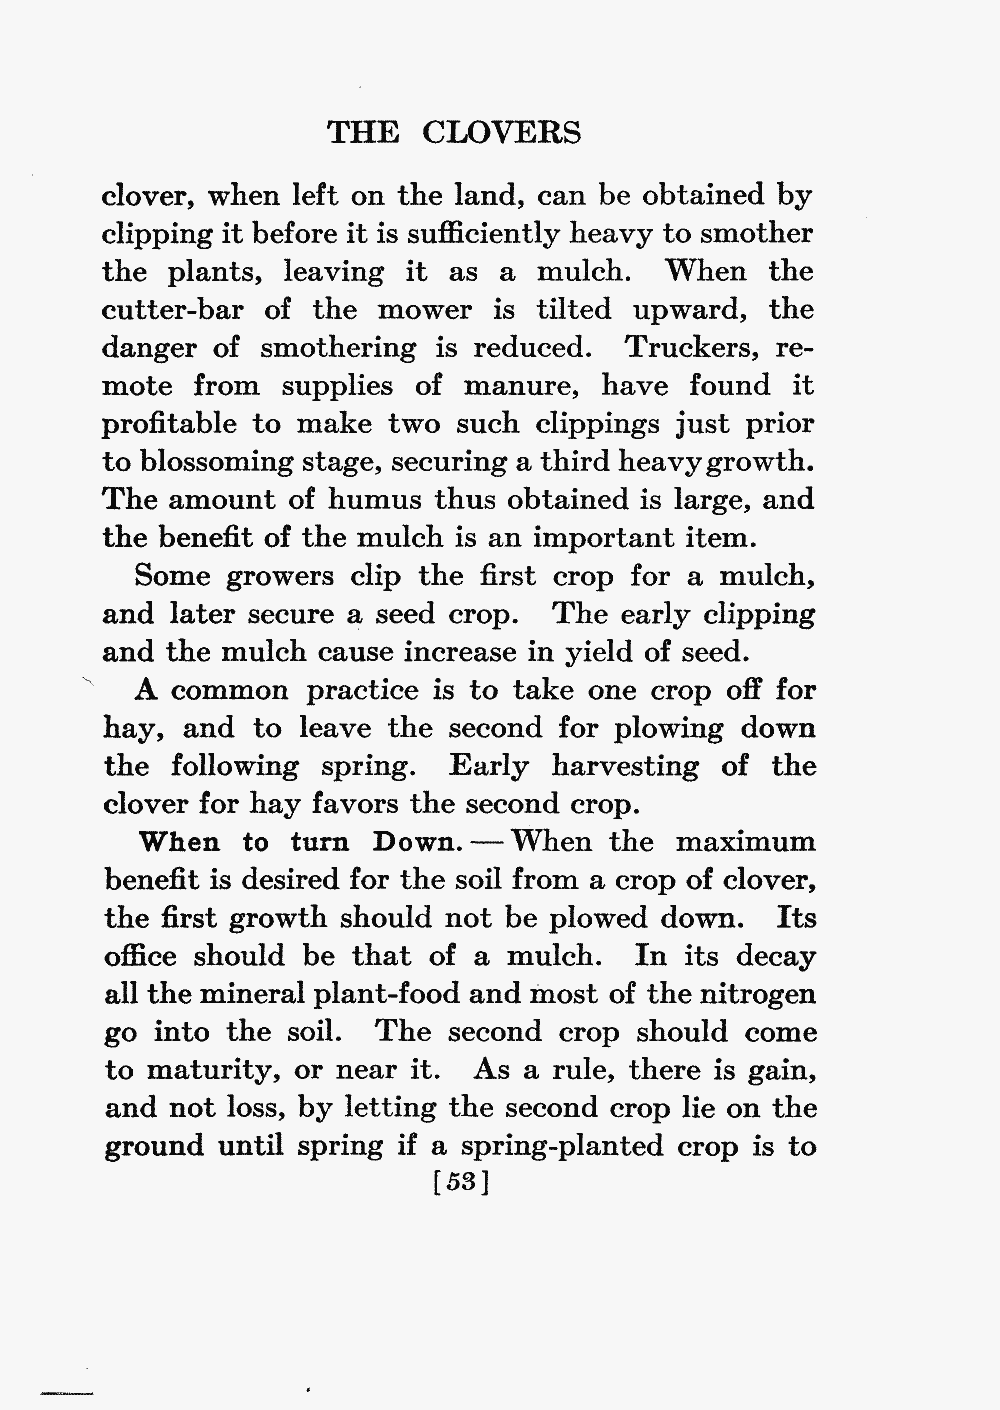 THE CLOVERS
clover, when left on the land, can be obtained by
clipping it before it is sufficiently heavy to smother
the plants, leaving it as a mulch. When the
cutter-bar of the mower is tilted upward, the
danger of smothering is reduced. Truckers, re-
mote from supplies of manure, have found it
profitable to make two such clippings just prior
to blossoming stage, securing a third heavy growth.
The amount of humus thus obtained is large, and
the benefit of the mulch is an important item.
Some growers clip the first crop for a mulch,
and later secure a seed crop. The early clipping
and the mulch cause increase in yield of seed.
A common practice is to take one crop off for
hay, and to leave the second for plowing down
the following spring. Early harvesting of the
clover for hay favors the second crop.
When to turn Down. — When the maximum
benefit is desired for the soil from a crop of clover,
the first growth should not be plowed down. Its
office should be that of a mulch. In its decay
all the mineral plant-food and most of the nitrogen
go into the soil. The second crop should come
to maturity, or near it. As a rule, there is gain,
and not loss, by letting the second crop lie on the
ground until spring if a spring-planted crop is to
[53]